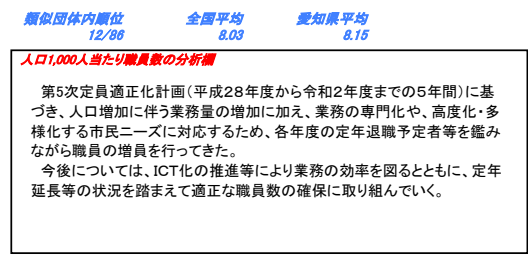 類似団体内順位 全国平均 愛知県平均
12/86 8.03 8.15
人口1,000人当たり職員数の分析欄
第5次定員適正化計画（平成２８年度から令和２年度までの５年間）に基
づき、人口増加に伴う業務量の増加に加え、業務の専門化や、高度化・多
様化する市民ニーズに対応するため、各年度の定年退職予定者等を鑑み
ながら職員の増員を行ってきた。
今後については、ICT化の推進等により業務の効率を図るとともに、定年
延長等の状況を踏まえて適正な職員数の確保に取り組んでいく。